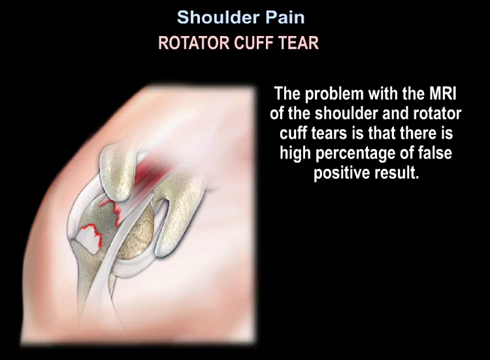 Shoulder Pain
ROTATOR CUFF TEAR
The problem with the MRI
of the shoulder and rotator
cuff tears is that there is
high percentage of false
positive result.